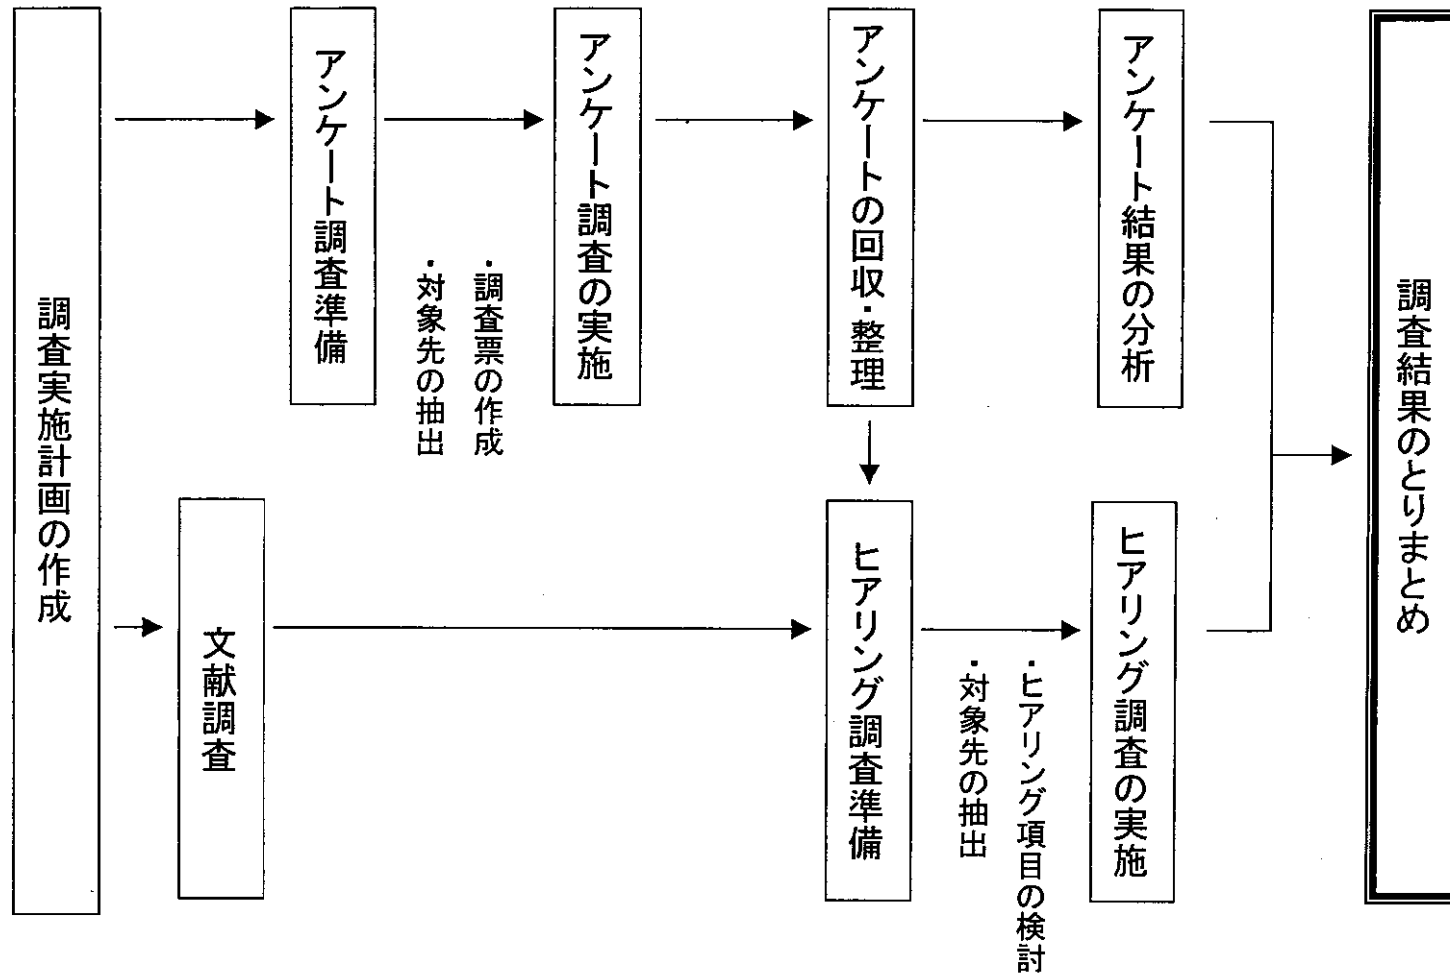 調査実施計画の作成
アンケート調査準備
・調査票の作成
・対象先の抽出
アンケート調査の実施
アンケートの回収・整理
アンケート結果の分析
文献調査
ヒアリング調査準備
・ヒアリング項目の検討
・対象先の抽出
ヒアリング調査の実施
調査結果のとりまとめ